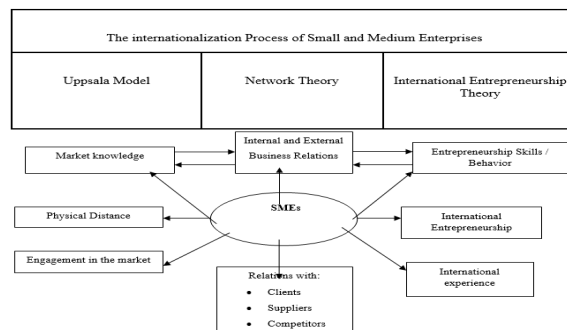 The internationalization Process of Small and Medium Enterprises
Uppsala Model
Network Theory
International Entrepreneurship
Theory
Internal and External
Business Relations
Market knowledge
Entrepreneurship Skills /
Behavior
SMEs
Physical Distance
International
Entrepreneurship
Engagement in the market
International
experience
Relations with:
• Clients
• Suppliers
• Competitors